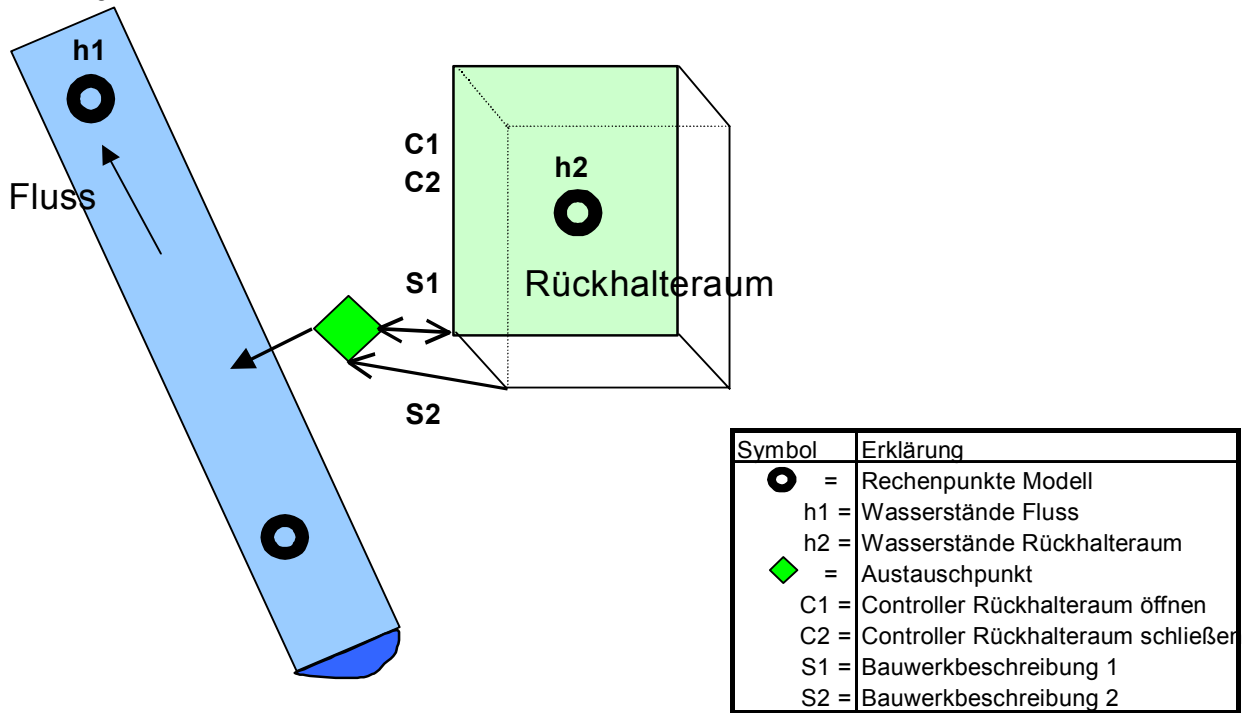 h1
Fluss
C1
C2
h2
S1
Rückhalteraum
S2
Symbol Erklärung
= Rechenpunkte Modell
h1 = Wasserstände Fluss
h2 = Wasserstände Rückhalteraum
= Austauschpunkt
C1 = Controller Rückhalteraum öffnen
C2 = Controller Rückhalteraum schließer
S1 = Bauwerkbeschreibung 1
S2 = Bauwerkbeschreibung 2